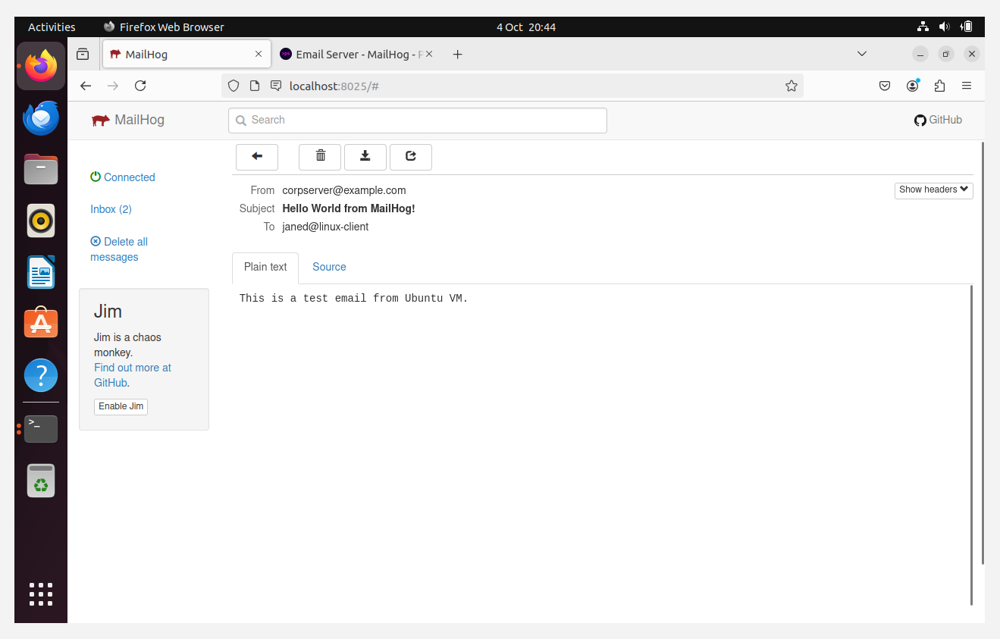 Activities Firefox Web Browser 4 Oct 20:44
MailHog Email Server - MailHog - P
localhost:8025/#
MailHog Search GitHub
Connected
Inbox (2)
Delete all
messages
Jim
Jim is a chaos
monkey.
Find out more at
GitHub.
Enable Jim
From corpserver@example.com Show headers
Subject Hello World from MailHog!
To janed@linux-client
Plain text Source
This is a test email from Ubuntu VM.